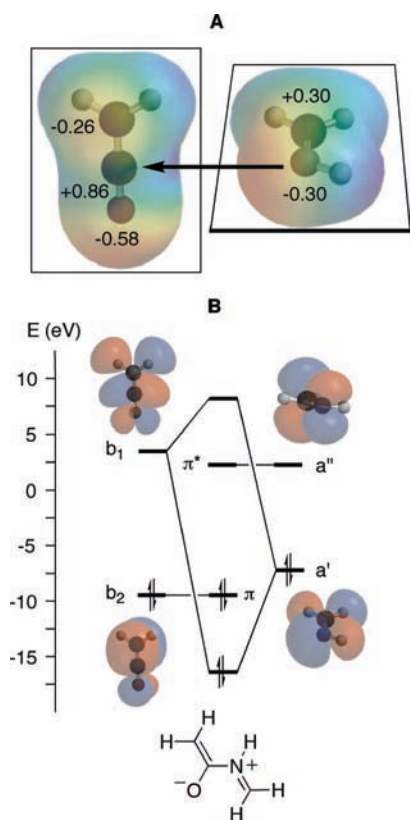 A
-0.26
+0.86
-0.58
+0.30
-0.30
B
E (eV)
10
5
0
-5
-10
-15
b1
π*
a"
a'
b2
π
H
H
H
N+
-O
H
H